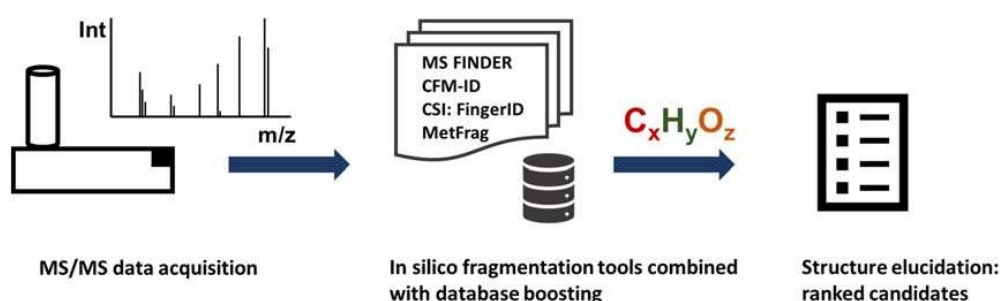 Int
m/z
MS FINDER
CFM-ID
CSI: FingerID
MetFrag
CxHyOz
MS/MS data acquisition
In silico fragmentation tools combined
with database boosting
Structure elucidation:
ranked candidates